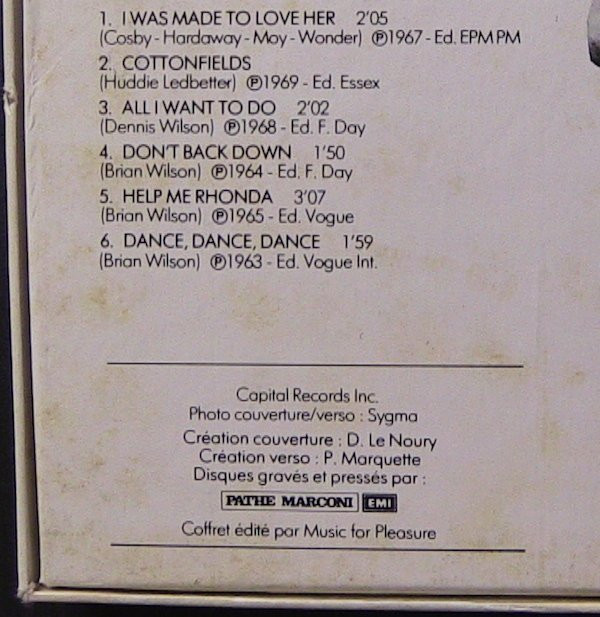 1. I WAS MADE TO LOVE HER 2'05
(Cosby - Hardaway - Moy - Wonder) ℗1967 - Ed. EPM PM
2. COTTONFIELDS
(Huddie Ledbetter) ℗1969 - Ed. Essex
3. ALL I WANT TO DO 2'02
(Dennis Wilson) ℗1968 - Ed. F. Day
4. DON'T BACK DOWN 1'50
(Brian Wilson) ℗1964 - Ed. F. Day
5. HELP ME RHONDA 3'07
(Brian Wilson) ℗1965 - Ed. Vogue
6. DANCE, DANCE, DANCE 1'59
(Brian Wilson) ℗1963 - Ed. Vogue Int.
Capital Records Inc.
Photo couverture/verso : Sygma
Création couverture : D. Le Noury
Création verso : P. Marquette
Disques gravés et pressés par :
PATHE MARCONI EMI
Coffret édité par Music for Pleasure